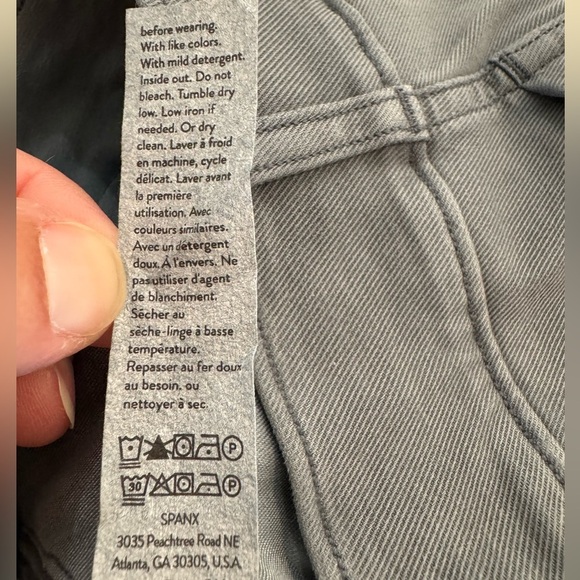 before wearing.
With like colors.
With mild detergent.
Inside out. Do not
bleach. Tumble dry
low. Low iron if
needed. Or dry
clean. Laver à froid
en machine, cycle
délicat. Laver avant
la première
utilisation. Avec
couleurs similaires.
Avec un détergent
doux. À l'envers. Ne
pas utiliser d'agent
de blanchiment.
Sécher au
sèche-linge à basse
température.
Repasser au fer doux
au besoin. ou
nettoyer à sec.
P
30 P
SPANX
3035 Peachtree Road NE
Atlanta, GA 30305, U.S.A.